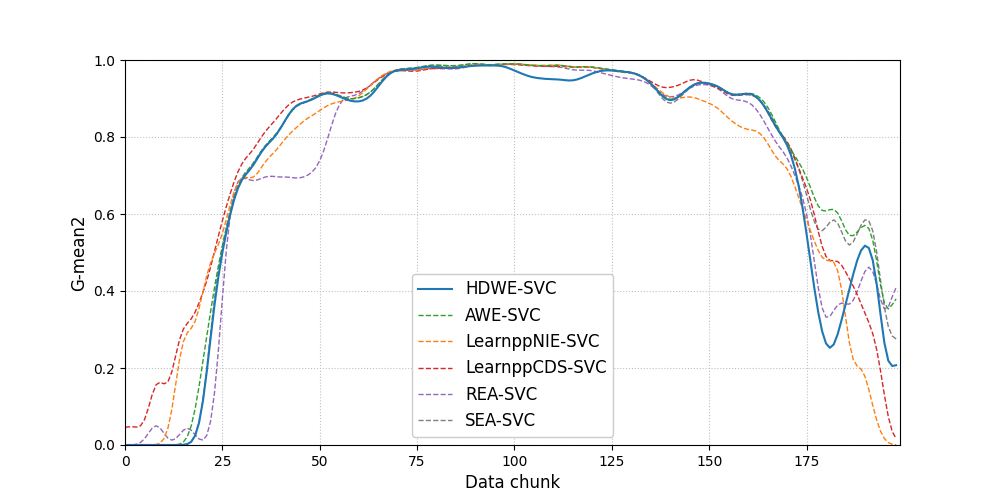 G-mean2
1.0
0.8
0.6
0.4
0.2
0.0
HDWE-SVC
AWE-SVC
LearnppNIE-SVC
LearnppCDS-SVC
REA-SVC
SEA-SVC
0 25 50 75 100 125 150 175
Data chunk